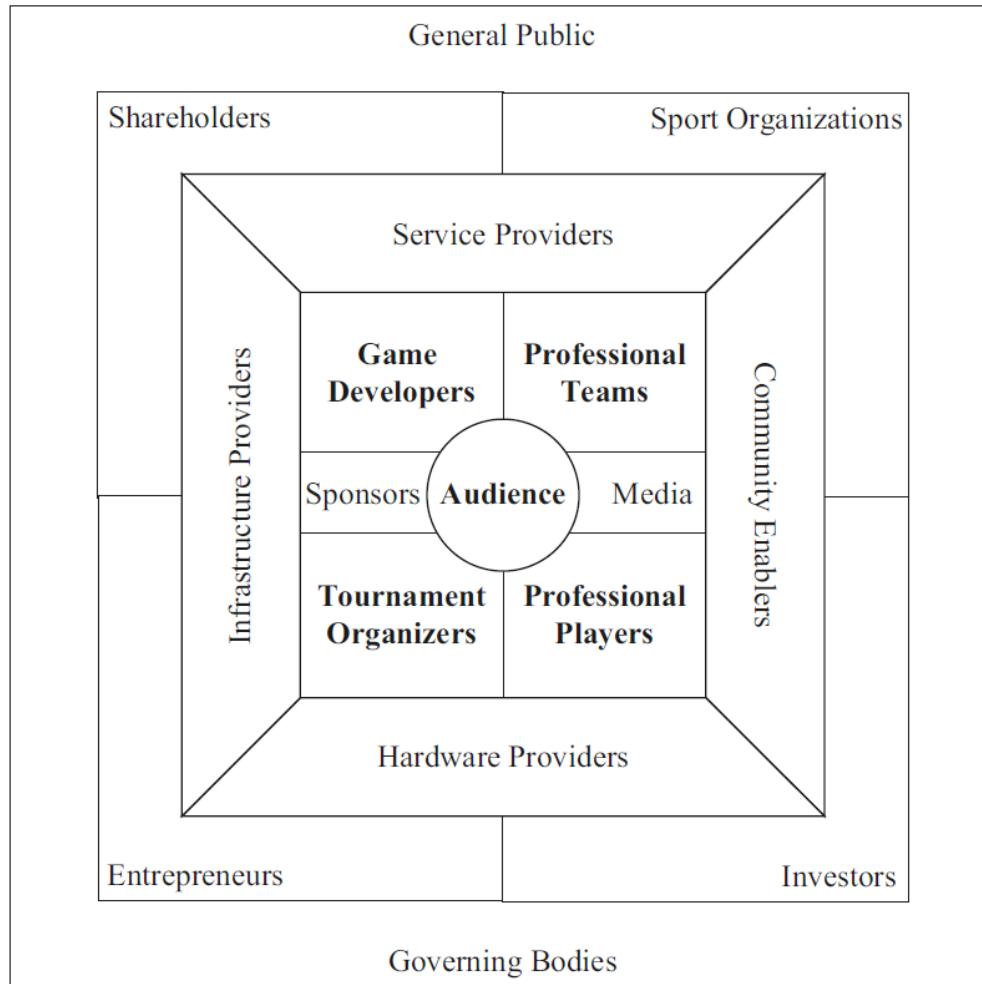 General Public
Shareholders
Sport Organizations
Service Providers
Infrastructure Providers
Game
Developers
Professional
Teams
Community Enablers
Sponsors
Audience
Media
Tournament
Organizers
Professional
Players
Hardware Providers
Entrepreneurs
Investors
Governing Bodies